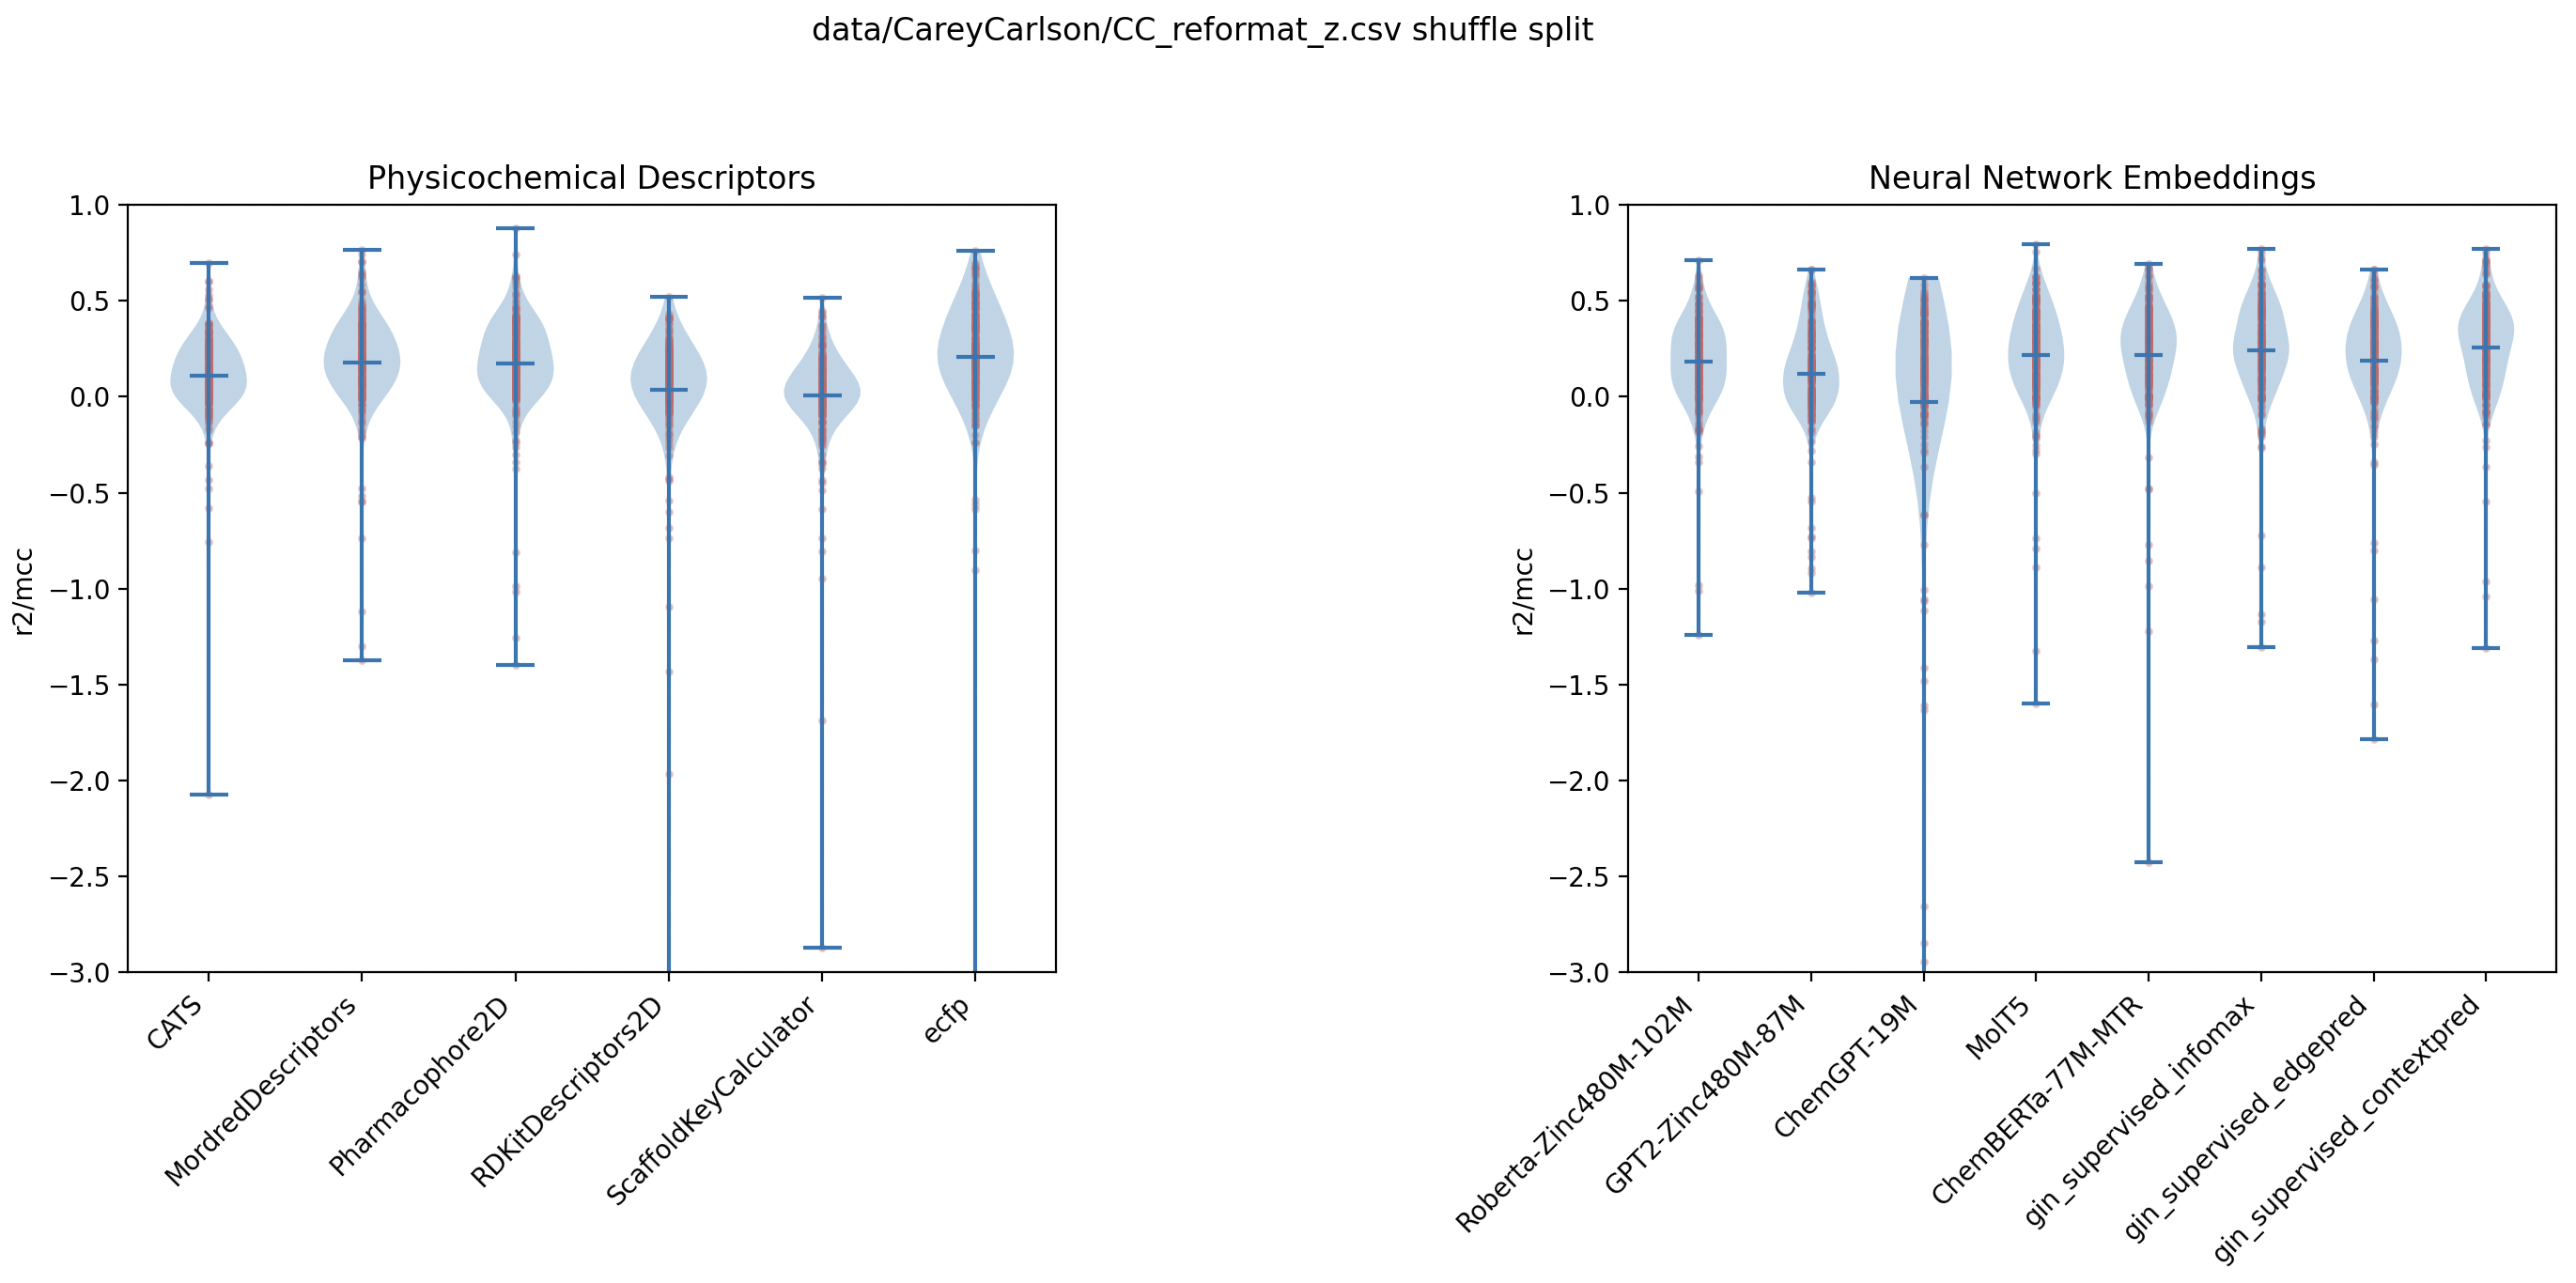 data/CareyCarlson/CC_reformat_z.csv shuffle split
Physicochemical Descriptors
1.0
0.5
0.0
−0.5
−1.0
−1.5
−2.0
−2.5
−3.0
r2/mcc
CATS
MordredDescriptors
Pharmacophore2D
RDKitDescriptors2D
ScaffoldKeyCalculator
ecfp
Neural Network Embeddings
1.0
0.5
0.0
−0.5
−1.0
−1.5
−2.0
−2.5
−3.0
r2/mcc
Roberta-Zinc480M-102M
GPT2-Zinc480M-87M
ChemGPT-19M
MolT5
ChemBERTa-77M-MTR
gin_supervised_infomax
gin_supervised_edgepred
gin_supervised_contextpred